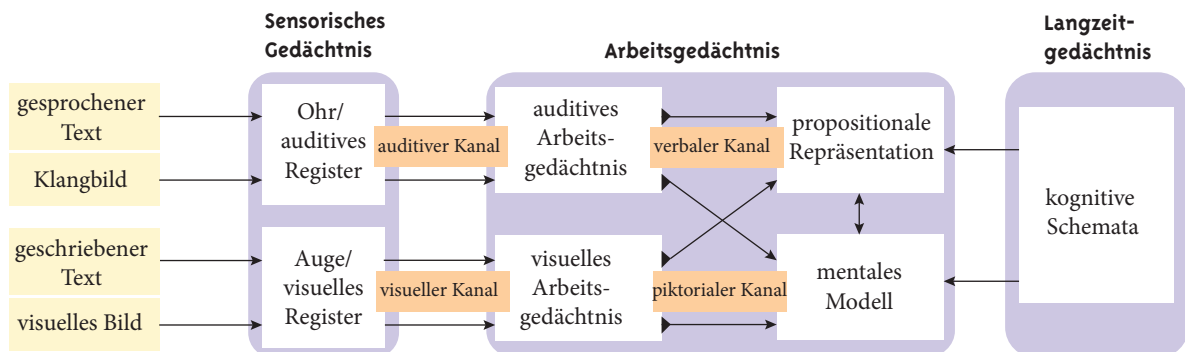 Sensorisches
Gedächtnis
Arbeitsgedächtnis
Langzeit-
gedächtnis
gesprochener
Text
Klangbild
geschriebener
Text
visuelles Bild
Ohr/
auditives
Register
Auge/
visuelles
Register
auditiver Kanal
visueller Kanal
auditives
Arbeits-
gedächtnis
visuelles
Arbeits-
gedächtnis
verbaler Kanal
piktorialer Kanal
propositionale
Repräsentation
mentales
Modell
kognitive
Schemata